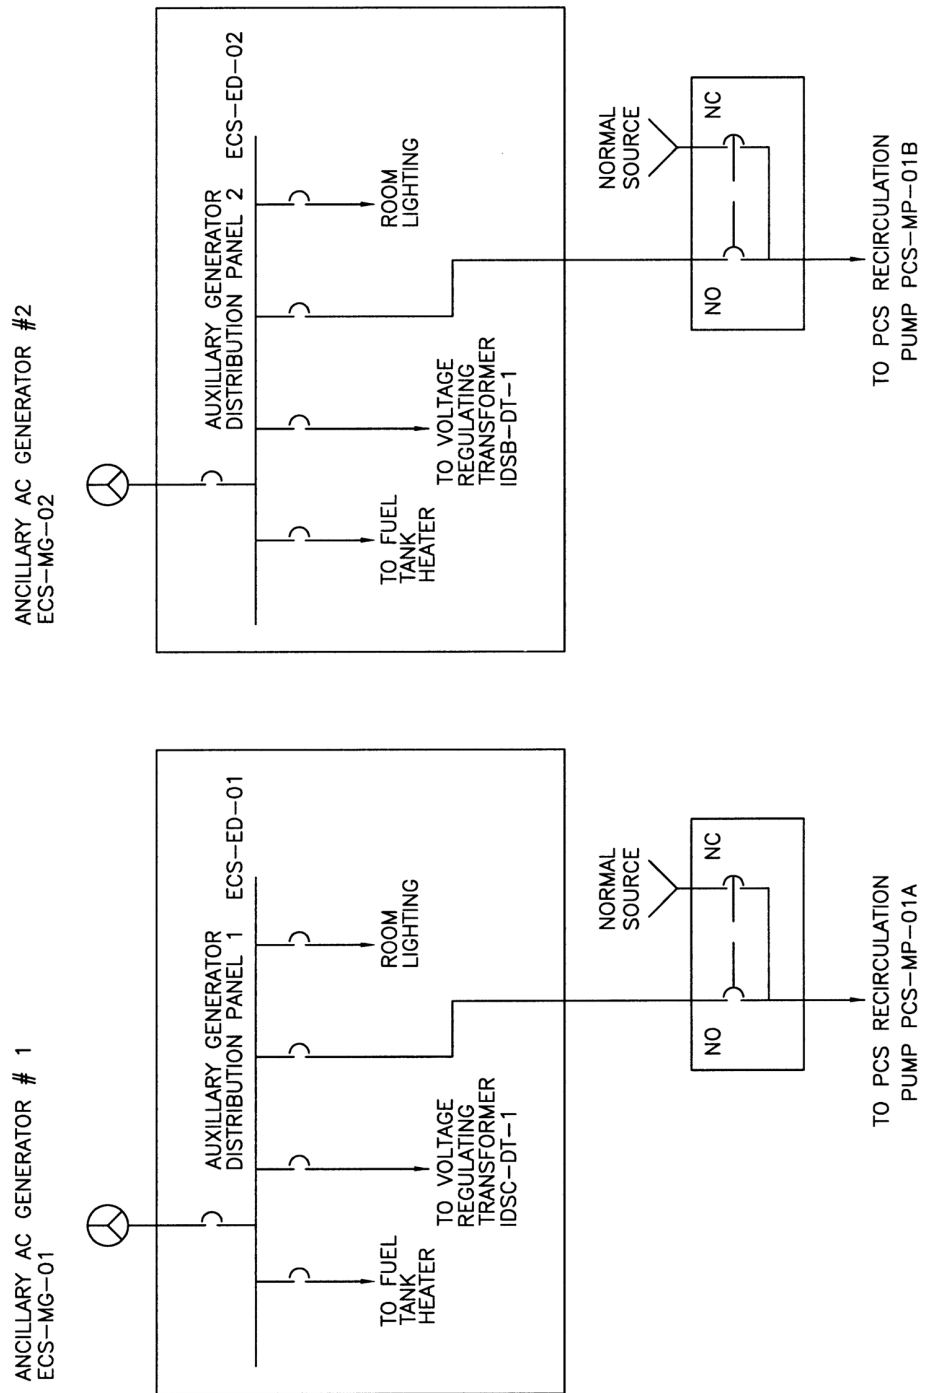 ANCILLARY AC GENERATOR # 1
ECS-MG-01
AUXILLARY GENERATOR
DISTRIBUTION PANEL 1
ECS-ED-01
TO FUEL
TANK
HEATER
TO VOLTAGE
REGULATING
TRANSFORMER
IDSC-DT-1
ROOM
LIGHTING
NORMAL
SOURCE
NO
NC
TO PCS RECIRCULATION
PUMP PCS-MP-01A
ANCILLARY AC GENERATOR #2
ECS-MG-02
AUXILLARY GENERATOR
DISTRIBUTION PANEL 2
ECS-ED-02
TO FUEL
TANK
HEATER
TO VOLTAGE
REGULATING
TRANSFORMER
IDSB-DT-1
ROOM
LIGHTING
NORMAL
SOURCE
NO
NC
TO PCS RECIRCULATION
PUMP PCS-MP-01B